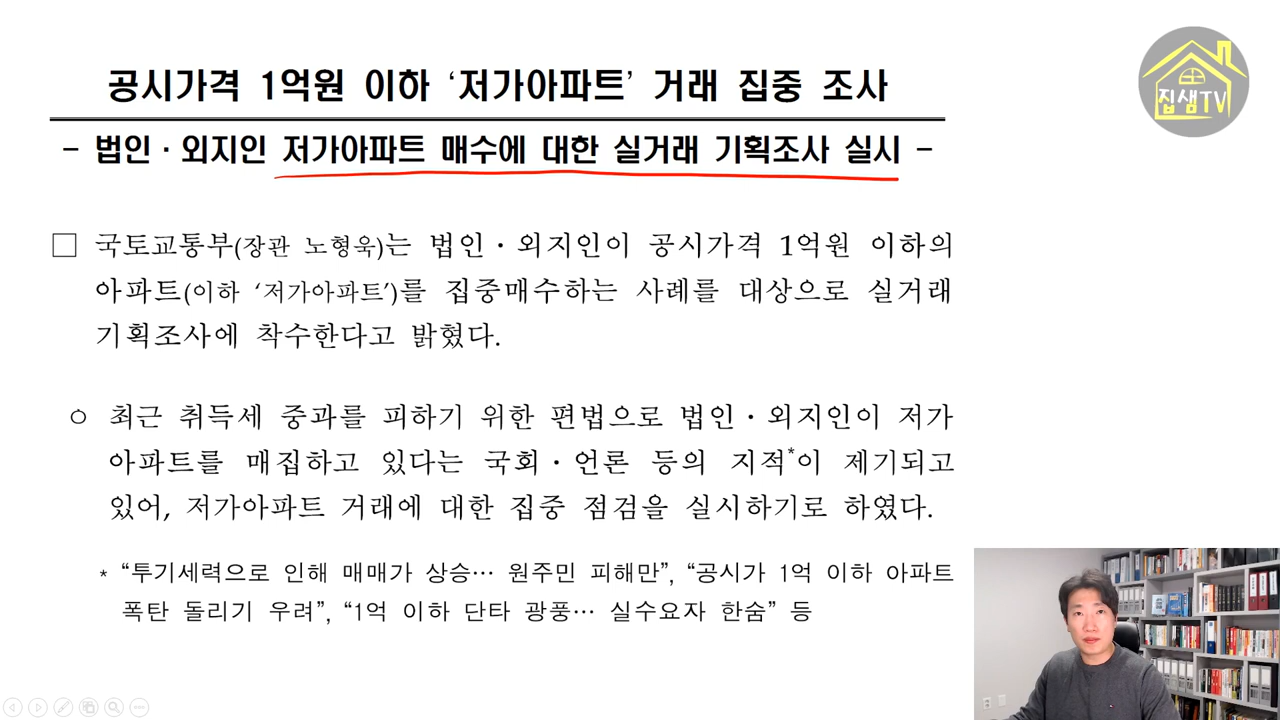 공시가격 1억원 이하 ‘저가아파트’ 거래 집중 조사
집샘TV
- 법인·외지인 저가아파트 매수에 대한 실거래 기획조사 실시 -
□ 국토교통부(장관 노형욱)는 법인·외지인이 공시가격 1억원 이하의
아파트(이하 ‘저가아파트’)를 집중매수하는 사례를 대상으로 실거래
기획조사에 착수한다고 밝혔다.
ㅇ 최근 취득세 중과를 피하기 위한 편법으로 법인·외지인이 저가
아파트를 매집하고 있다는 국회·언론 등의 지적*이 제기되고
있어, 저가아파트 거래에 대한 집중 점검을 실시하기로 하였다.
* “투기세력으로 인해 매매가 상승… 원주민 피해만”, “공시가 1억 이하 아파트
폭탄 돌리기 우려”, “1억 이하 단타 광풍… 실수요자 한숨” 등